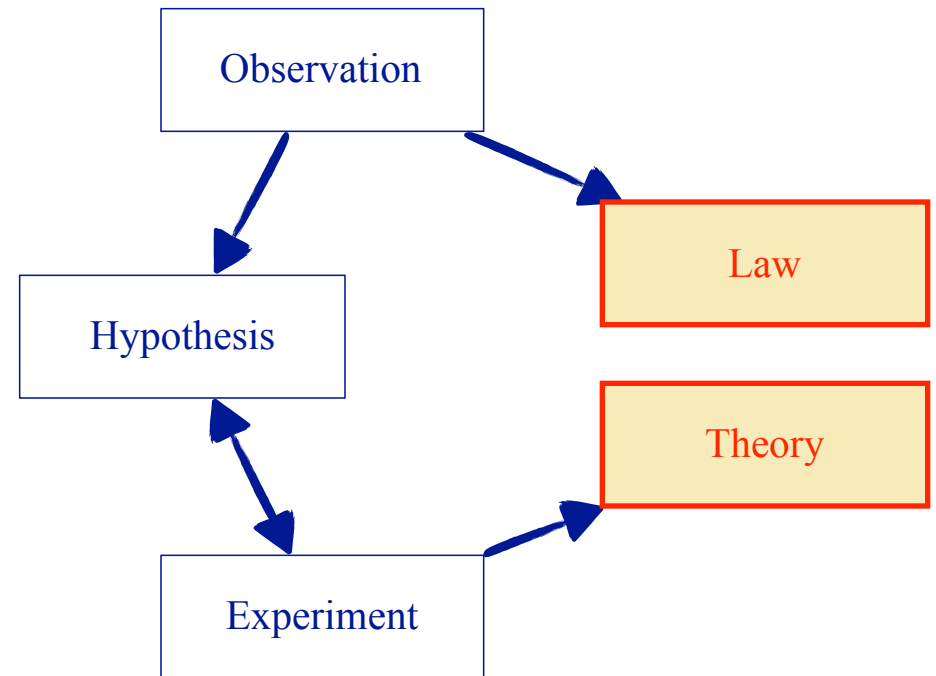 Observation
Law
Hypothesis
Theory
Experiment